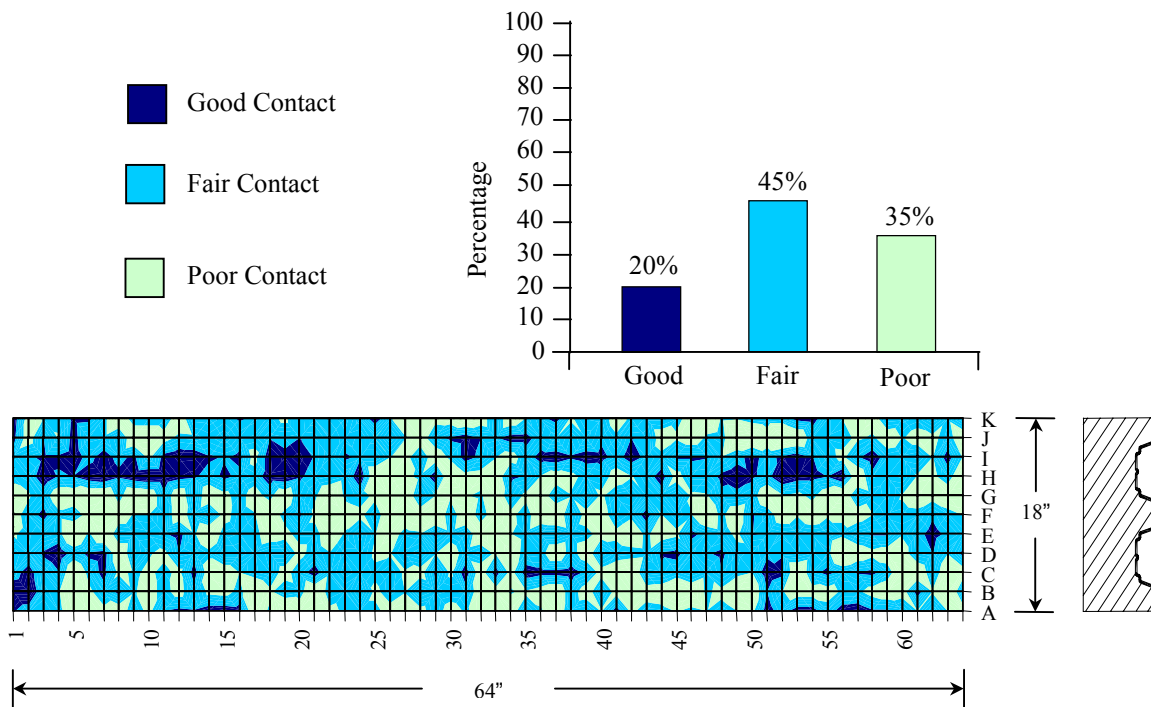 Good Contact
Fair Contact
Poor Contact
Percentage
100
90
80
70
60
50
40
30
20
10
0
20%
45%
35%
Good Fair Poor
K
J
I
H
G
F
E
D
C
B
A
1 5 10 15 20 25 30 35 40 45 50 55 60
18”
64”